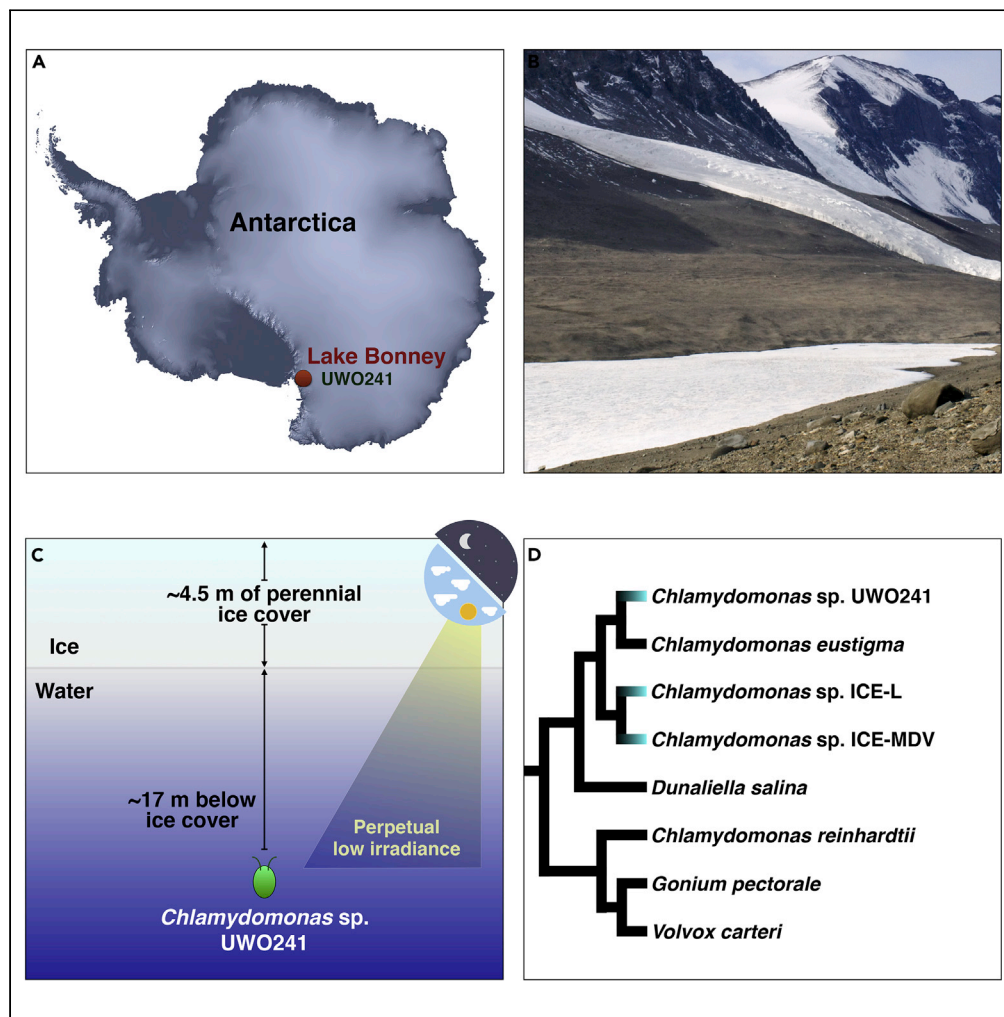 A
Antarctica
Lake Bonney
UWO241
B
C
~4.5 m of perennial
ice cover
Ice
Water
~17 m below
ice cover
Perpetual
low irradiance
Chlamydomonas sp.
UWO241
D
Chlamydomonas sp. UWO241
Chlamydomonas eustigma
Chlamydomonas sp. ICE-L
Chlamydomonas sp. ICE-MDV
Dunaliella salina
Chlamydomonas reinhardtii
Gonium pectorale
Volvox carteri